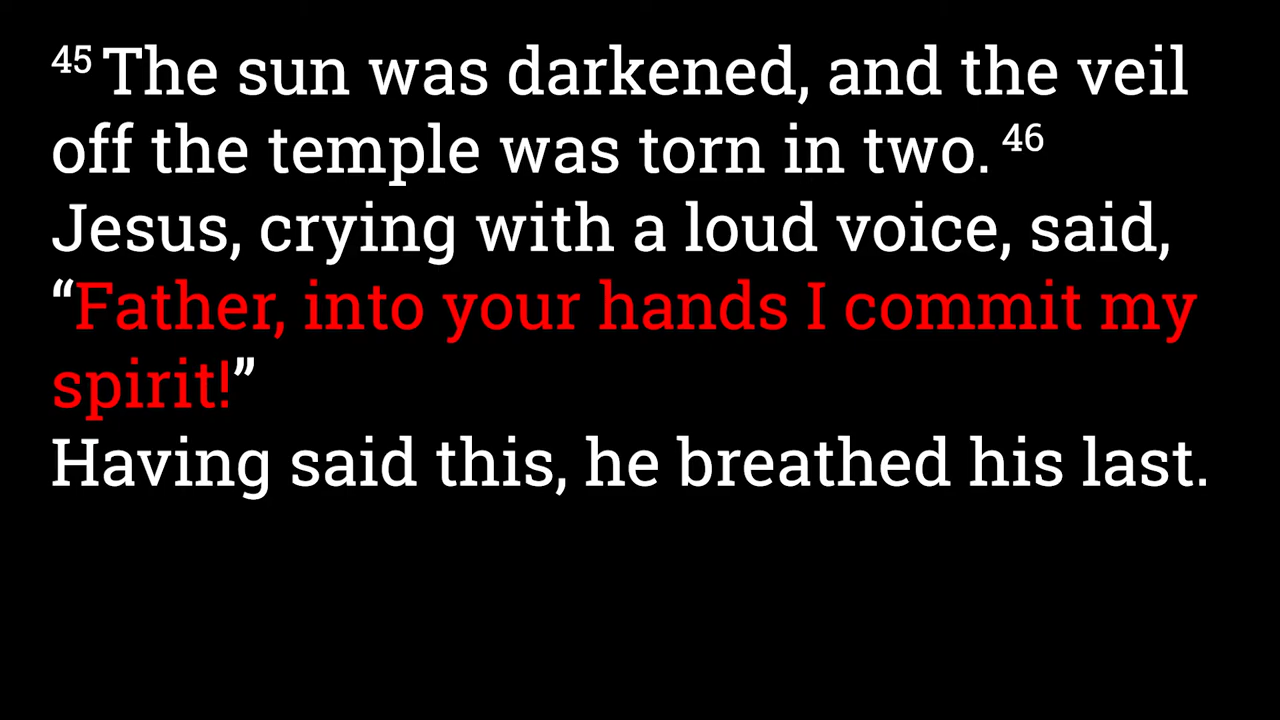 45 The sun was darkened, and the veil
off the temple was torn in two. 46
Jesus, crying with a loud voice, said,
“Father, into your hands I commit my
spirit!”
Having said this, he breathed his last.